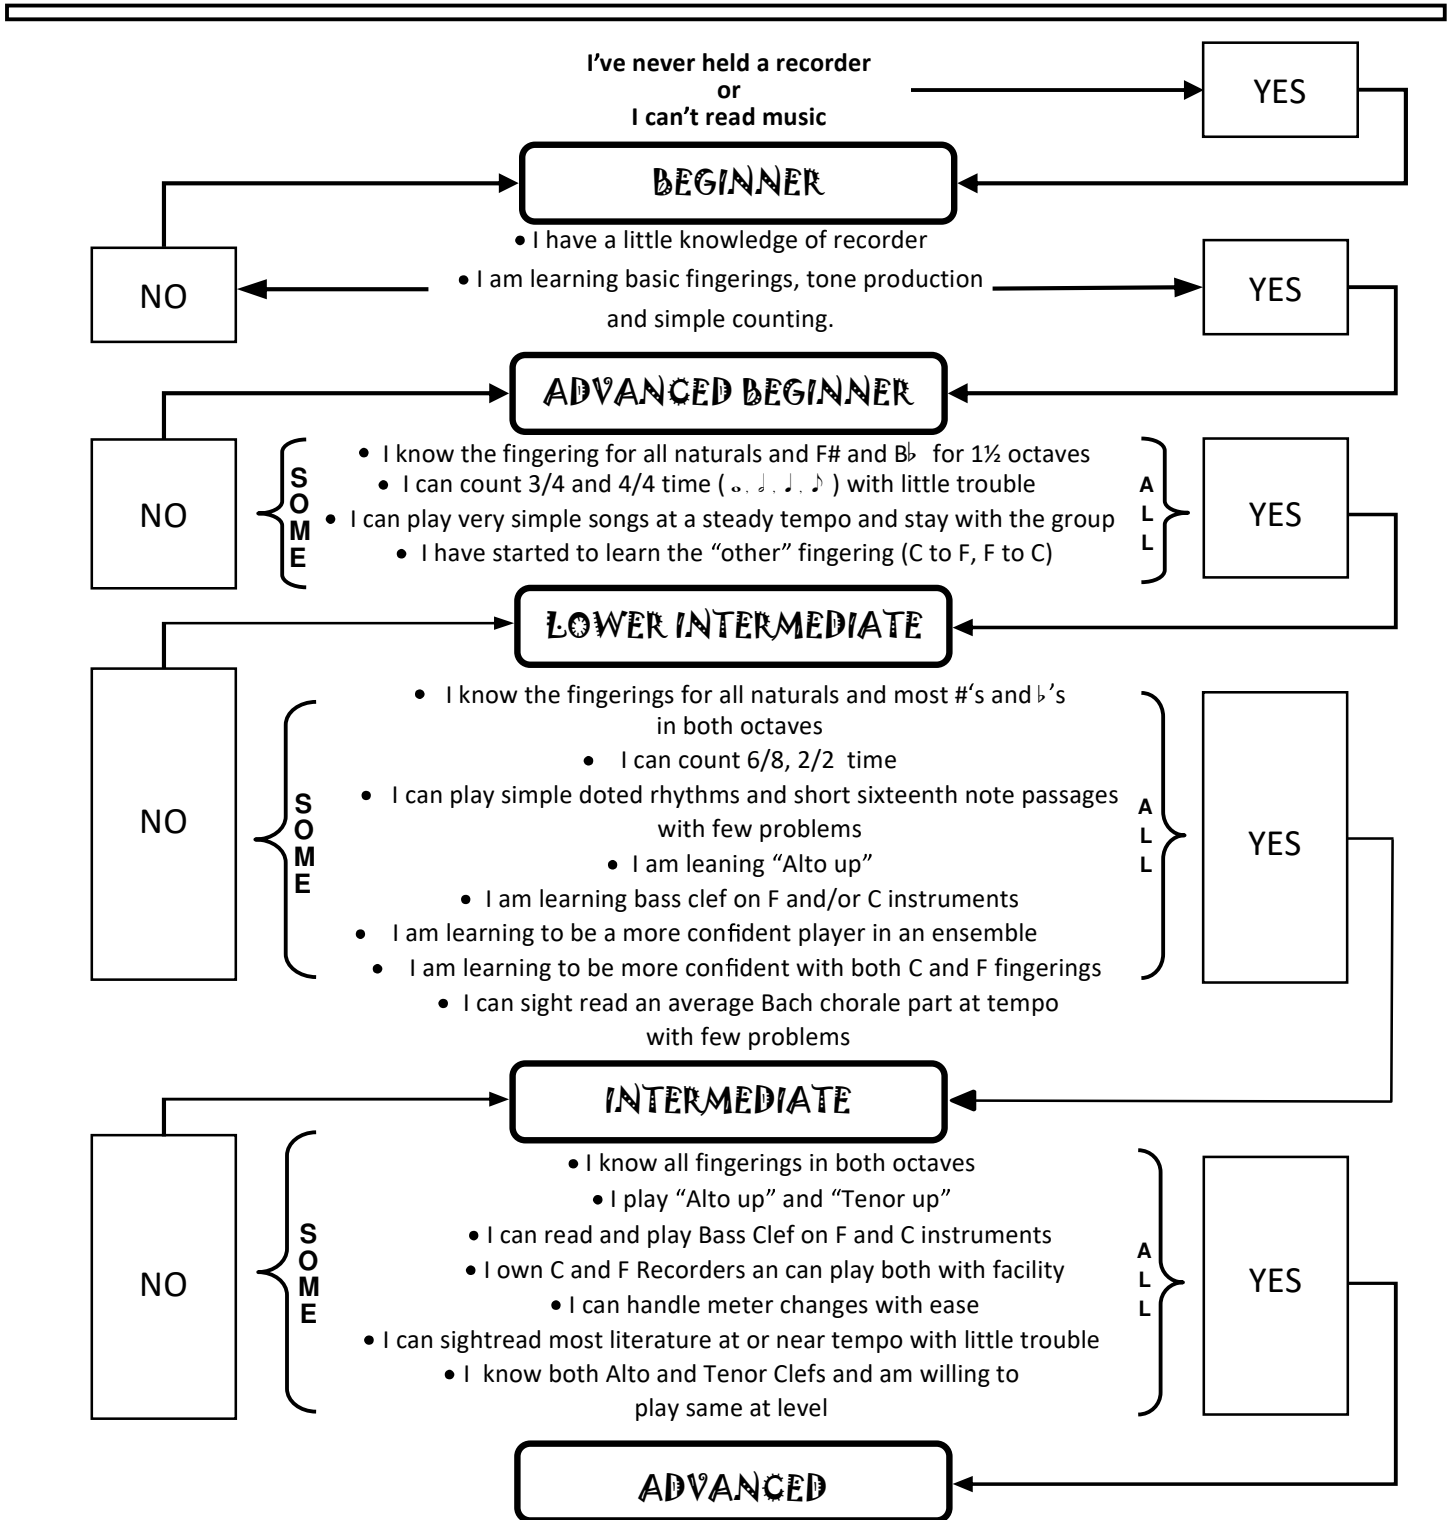 I've never held a recorder
or
I can't read music
YES
BEGINNER
• I have a little knowledge of recorder
• I am learning basic fingerings, tone production
and simple counting.
NO
YES
ADVANCED BEGINNER
• I know the fingering for all naturals and F# and B♭ for 1½ octaves
• I can count 3/4 and 4/4 time ( 𝅝 , 𝅗𝅥 , ♩ , ♪ ) with little trouble
• I can play very simple songs at a steady tempo and stay with the group
• I have started to learn the “other” fingering (C to F, F to C)
NO
SOME
ALL
YES
LOWER INTERMEDIATE
• I know the fingerings for all naturals and most #‘s and ♭’s
in both octaves
• I can count 6/8, 2/2 time
• I can play simple doted rhythms and short sixteenth note passages
with few problems
• I am leaning “Alto up”
• I am learning bass clef on F and/or C instruments
• I am learning to be a more confident player in an ensemble
• I am learning to be more confident with both C and F fingerings
• I can sight read an average Bach chorale part at tempo
with few problems
NO
SOME
ALL
YES
INTERMEDIATE
• I know all fingerings in both octaves
• I play “Alto up” and “Tenor up”
• I can read and play Bass Clef on F and C instruments
• I own C and F Recorders an can play both with facility
• I can handle meter changes with ease
• I can sightread most literature at or near tempo with little trouble
• I know both Alto and Tenor Clefs and am willing to
play same at level
NO
SOME
ALL
YES
ADVANCED